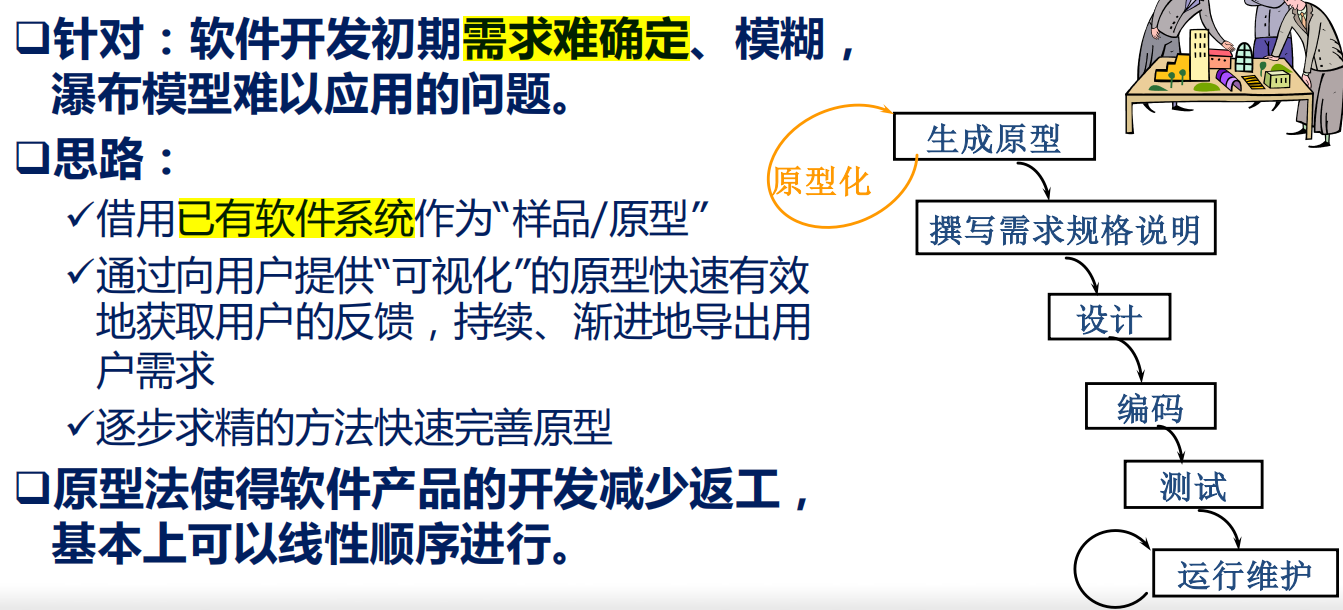 ❑针对：软件开发初期需求难确定、模糊，
瀑布模型难以应用的问题。
❑思路：
✓借用已有软件系统作为“样品/原型”
✓通过向用户提供“可视化”的原型快速有效
地获取用户的反馈，持续、渐进地导出用
户需求
✓逐步求精的方法快速完善原型
❑原型法使得软件产品的开发减少返工，
基本上可以线性顺序进行。
原型化
生成原型
撰写需求规格说明
设计
编码
测试
运行维护